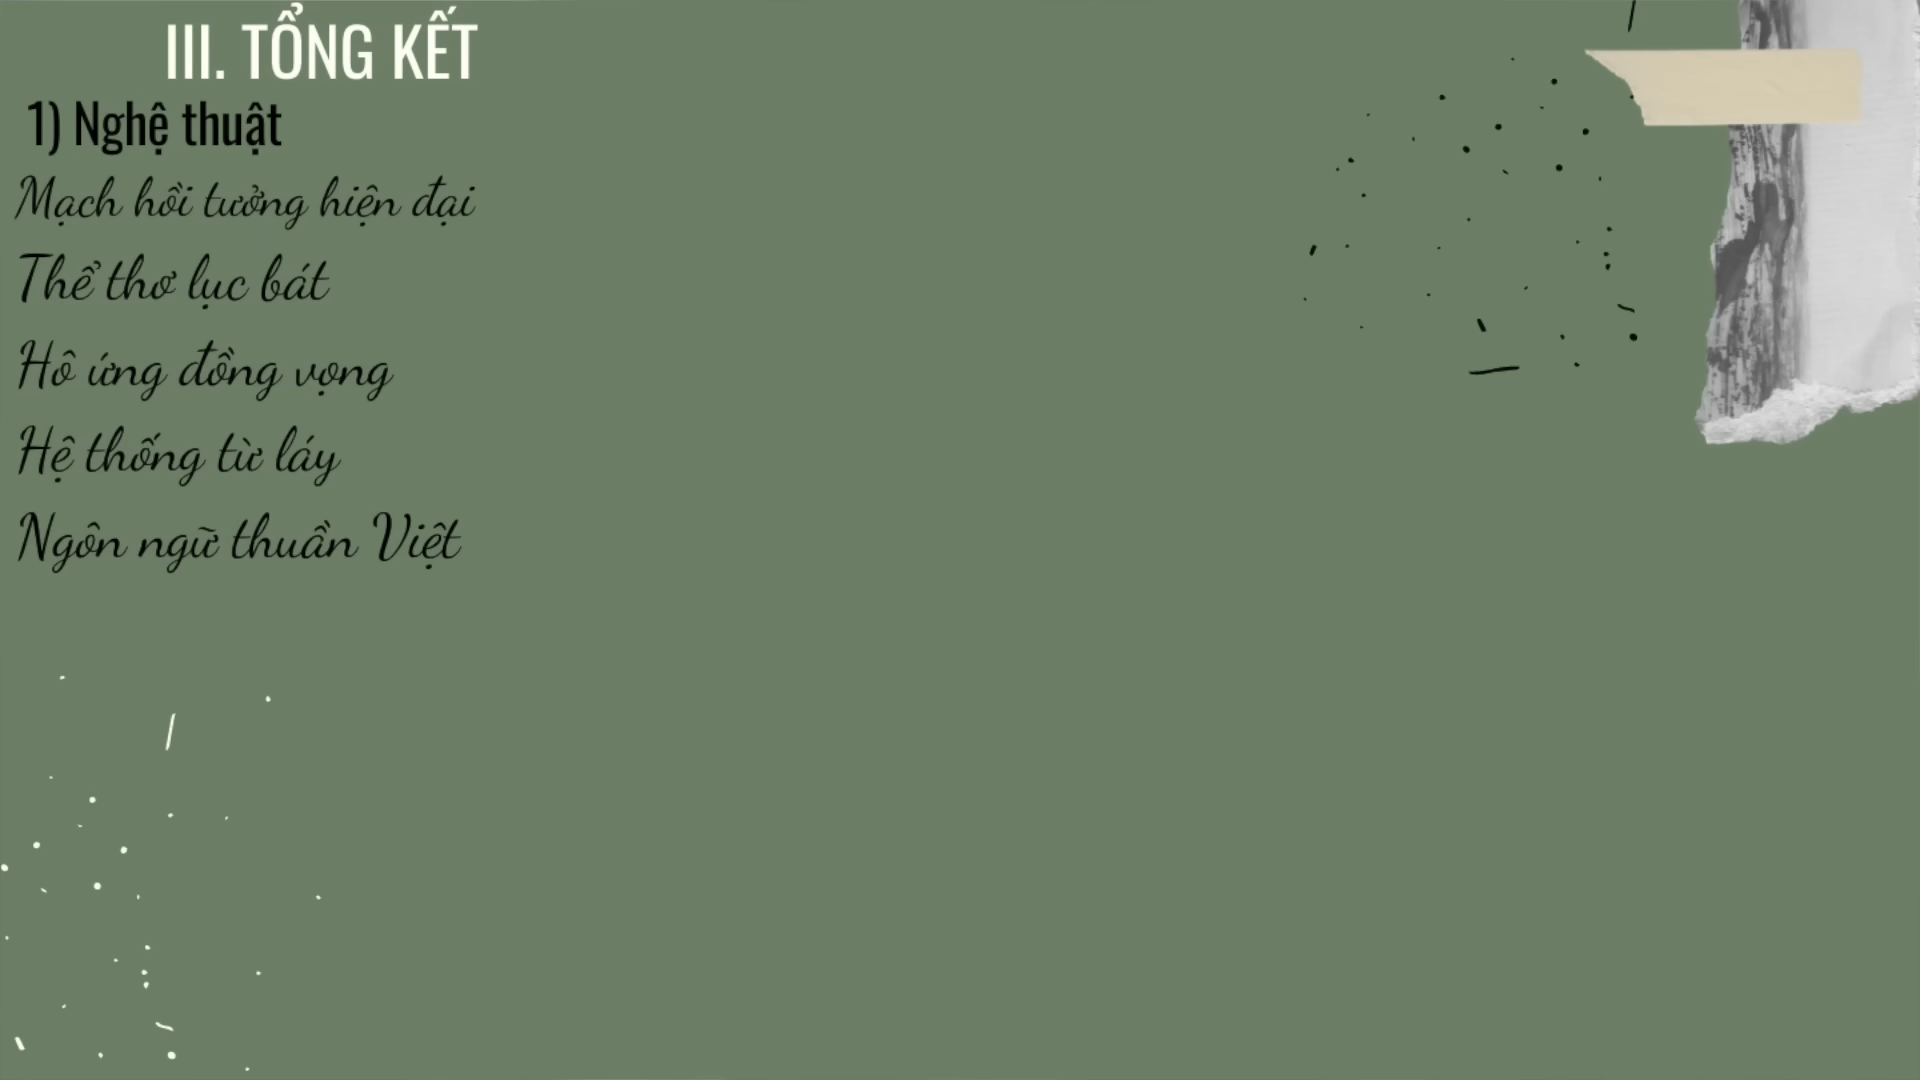 III. TỔNG KẾT
1) Nghệ thuật
Mạch hồi tưởng hiện đại
Thể thơ lục bát
Hô ứng đồng vọng
Hệ thống từ láy
Ngôn ngữ thuần Việt